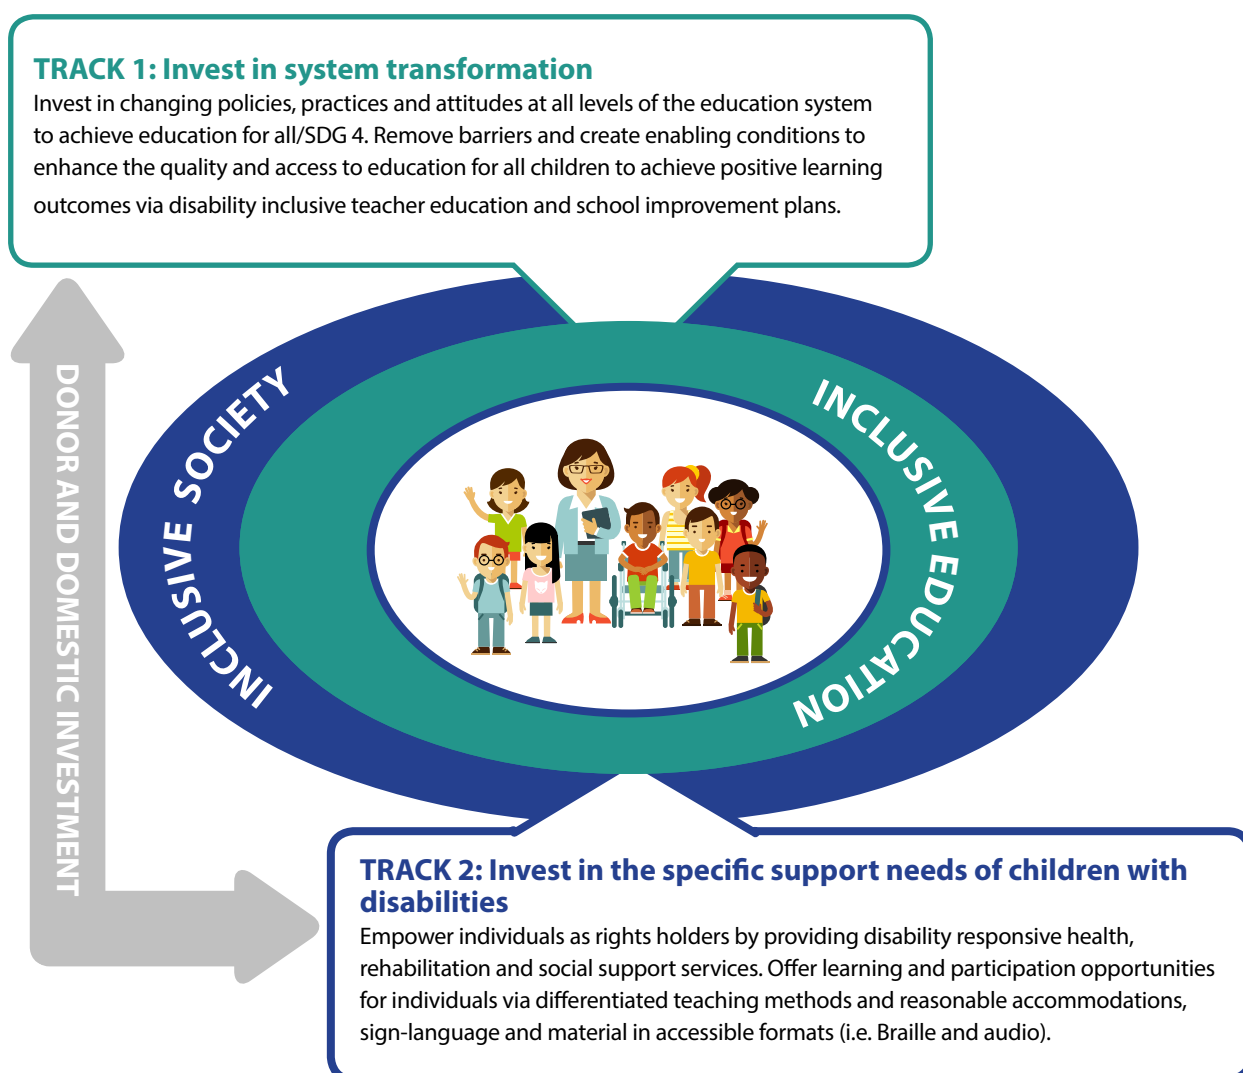 TRACK 1: Invest in system transformation
Invest in changing policies, practices and attitudes at all levels of the education system
to achieve education for all/SDG 4. Remove barriers and create enabling conditions to
enhance the quality and access to education for all children to achieve positive learning
outcomes via disability inclusive teacher education and school improvement plans.
DONOR AND DOMESTIC INVESTMENT
INCLUSIVE SOCIETY
INCLUSIVE EDUCATION
TRACK 2: Invest in the specific support needs of children with
disabilities
Empower individuals as rights holders by providing disability responsive health,
rehabilitation and social support services. Offer learning and participation opportunities
for individuals via differentiated teaching methods and reasonable accommodations,
sign-language and material in accessible formats (i.e. Braille and audio).